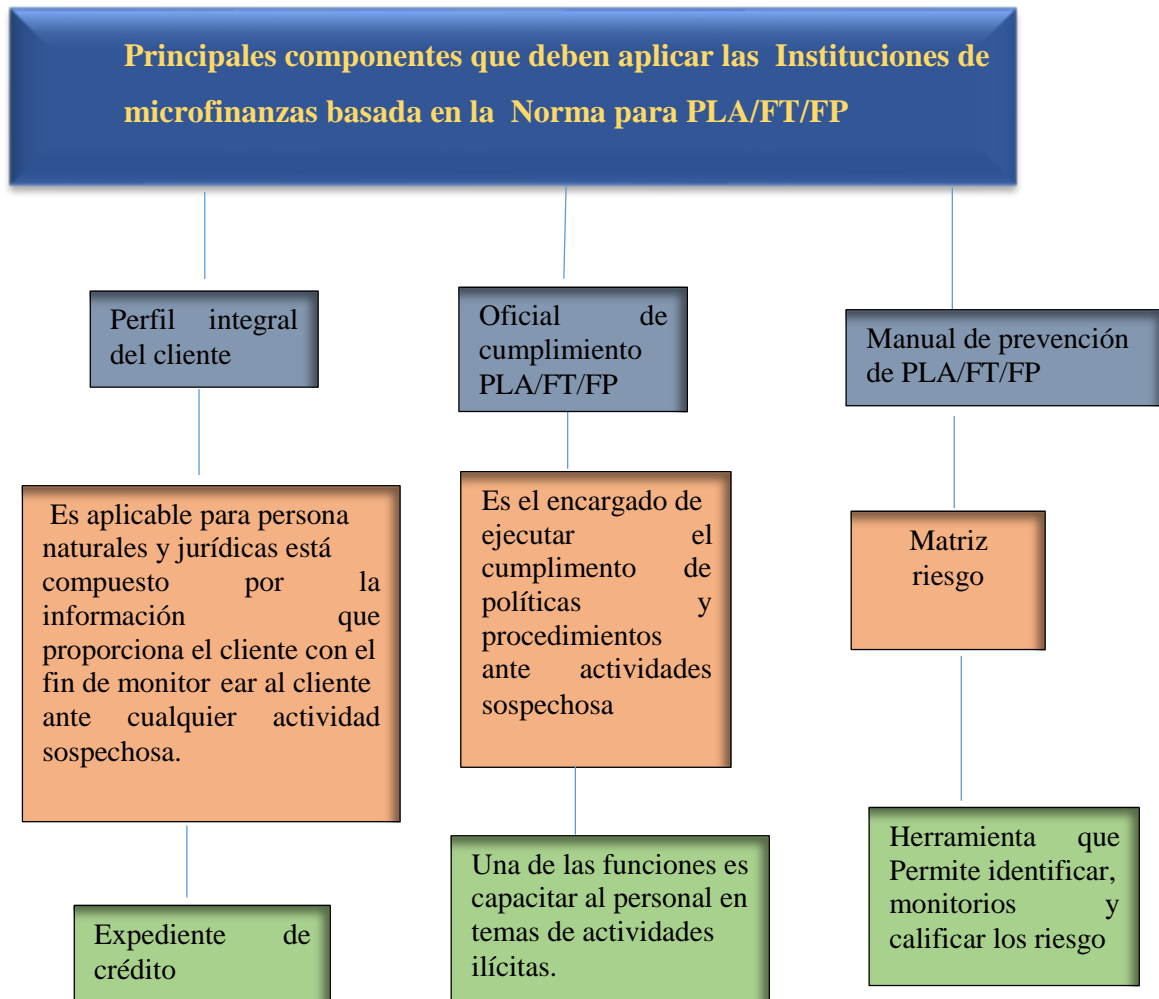 Principales componentes que deben aplicar las Instituciones de
microfinanzas basada en la Norma para PLA/FT/FP
Perfil integral
del cliente
Oficial de
cumplimiento
PLA/FT/FP
Manual de prevención
de PLA/FT/FP
Es aplicable para persona
naturales y jurídicas está
compuesto por la
información que
proporciona el cliente con el
fin de monitor ear al cliente
ante cualquier actividad
sospechosa.
Es el encargado de
ejecutar el
cumplimento de
políticas y
procedimientos
ante actividades
sospechosa
Matriz
riesgo
Expediente de
crédito
Una de las funciones es
capacitar al personal en
temas de actividades
ilícitas.
Herramienta que
Permite identificar,
monitorios y
calificar los riesgo